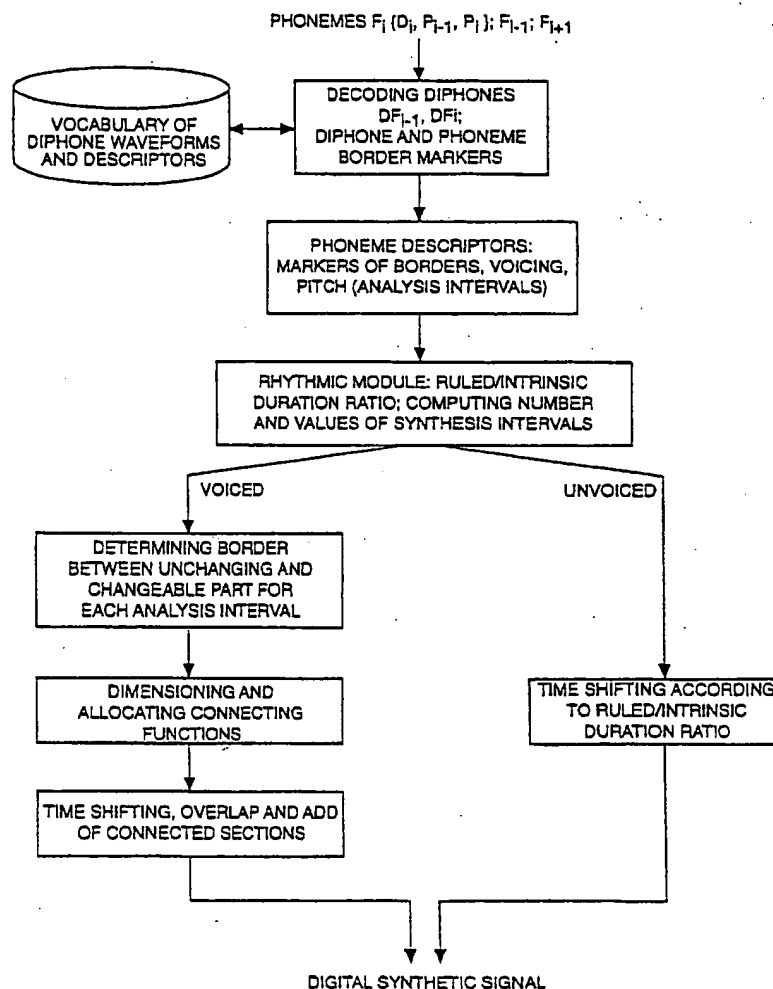 PHONEMES Fi {Di, Pi-1, Pi}; Fi-1; Fi+1
VOCABULARY OF
DIPHONE WAVEFORMS
AND DESCRIPTORS
DECODING DIPHONES
DFi-1, DFi;
DIPHONE AND PHONEME
BORDER MARKERS
PHONEME DESCRIPTORS:
MARKERS OF BORDERS, VOICING,
PITCH (ANALYSIS INTERVALS)
RHYTHMIC MODULE: RULED/INTRINSIC
DURATION RATIO; COMPUTING NUMBER
AND VALUES OF SYNTHESIS INTERVALS
VOICED
UNVOICED
DETERMINING BORDER
BETWEEN UNCHANGING AND
CHANGEABLE PART FOR
EACH ANALYSIS INTERVAL
DIMENSIONING AND
ALLOCATING CONNECTING
FUNCTIONS
TIME SHIFTING ACCORDING
TO RULED/INTRINSIC
DURATION RATIO
TIME SHIFTING, OVERLAP AND ADD
OF CONNECTED SECTIONS
DIGITAL SYNTHETIC SIGNAL